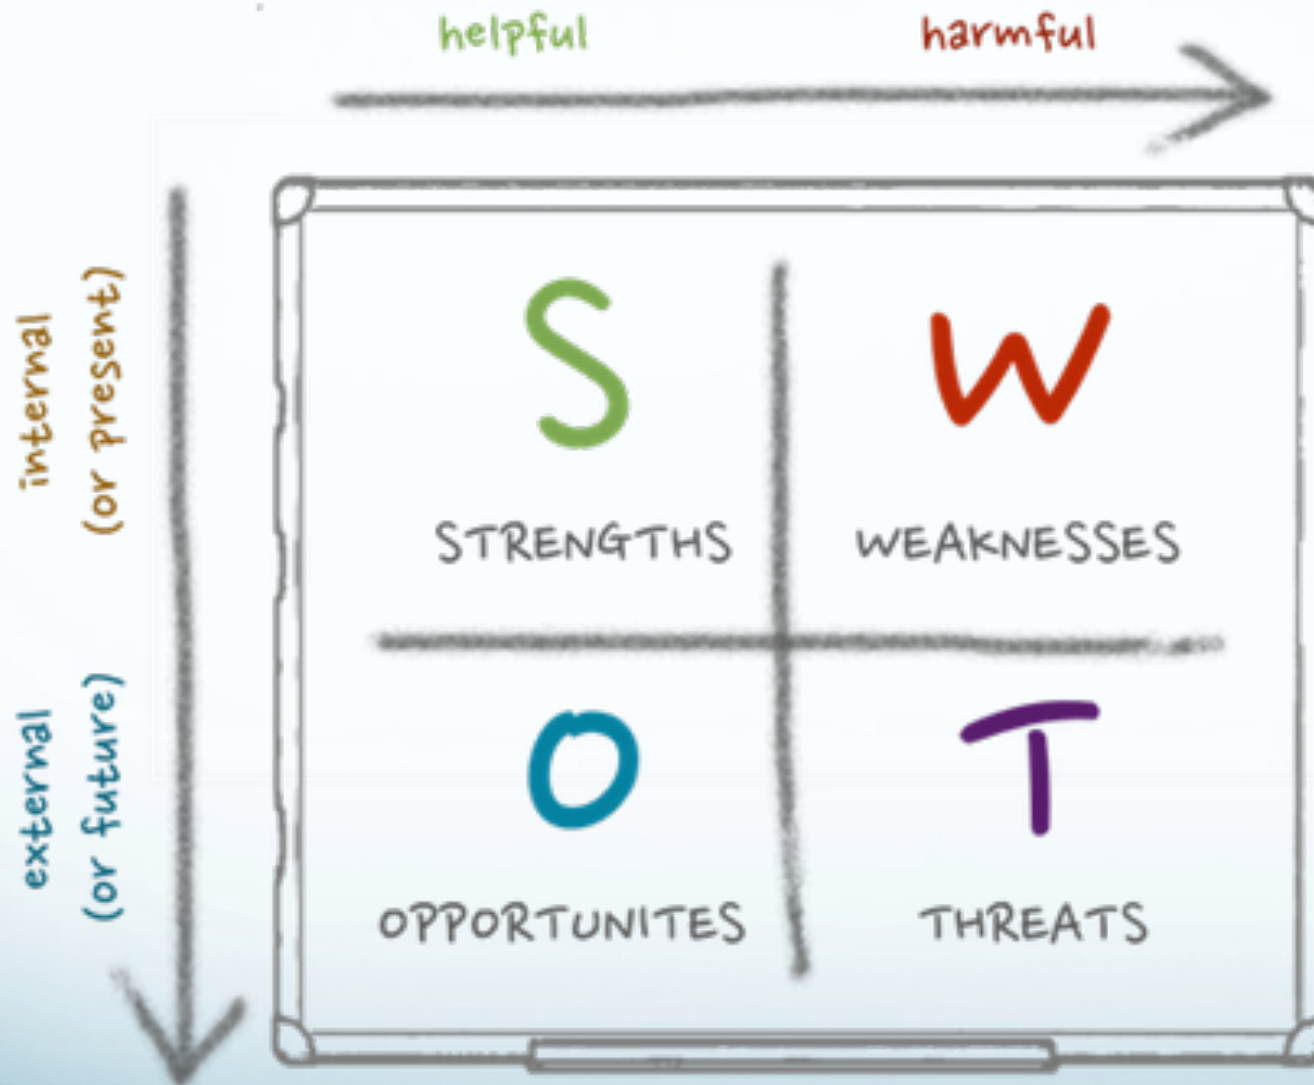 helpful
harmful
internal
(or present)
external
(or future)
S
STRENGTHS
W
WEAKNESSES
O
OPPORTUNITES
T
THREATS